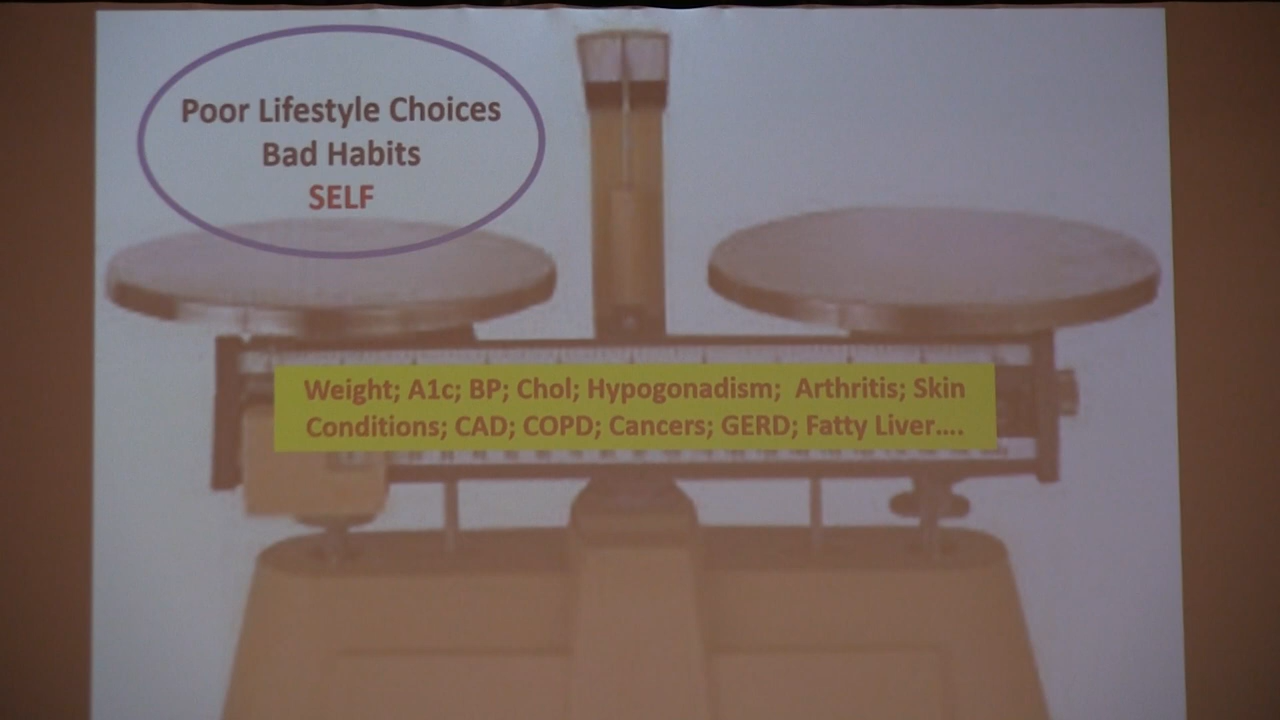 Poor Lifestyle Choices
Bad Habits
SELF
Weight; A1c; BP; Chol; Hypogonadism;  Arthritis; Skin
Conditions; CAD; COPD; Cancers; GERD; Fatty Liver....